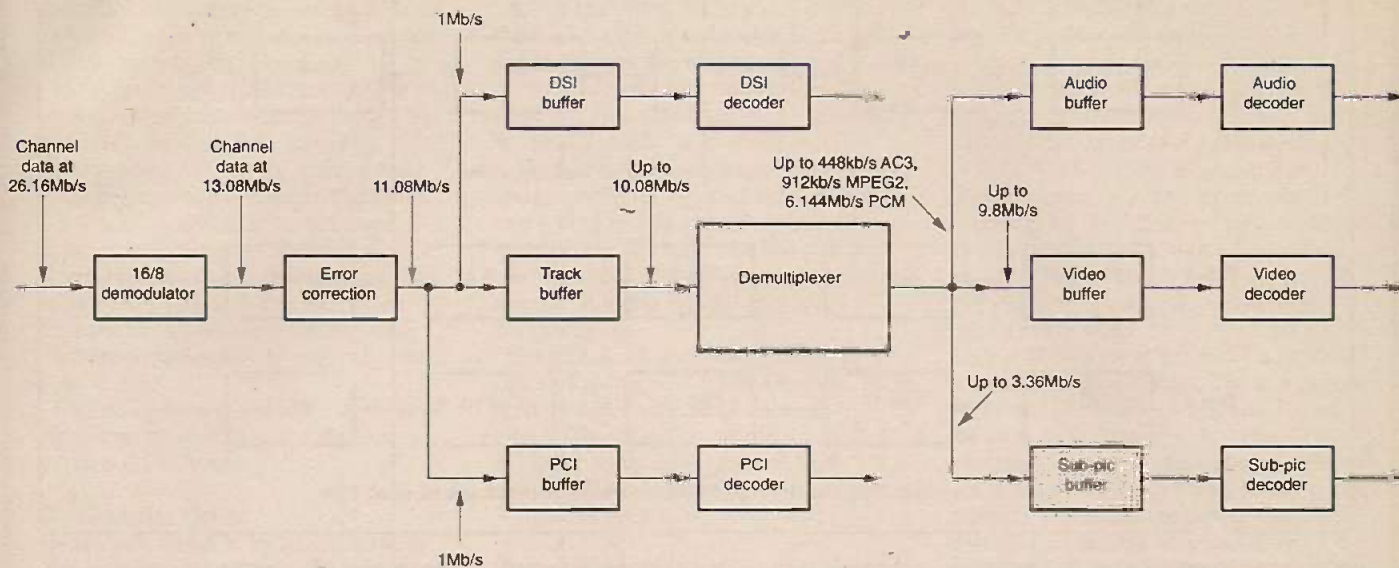 1Mb/s
DSI
buffer
DSI
decoder
Audio
buffer
Audio
decoder
Channel
data at
26.16Mb/s
Channel
data at
13.08Mb/s
11.08Mb/s
Up to
10.08Mb/s
Up to 448kb/s AC3,
912kb/s MPEG2,
6.144Mb/s PCM
Up to
9.8Mb/s
16/8
demodulator
Error
correction
Track
buffer
Demultiplexer
Video
buffer
Video
decoder
Up to 3.36Mb/s
PCI
buffer
PCI
decoder
Sub-pic
buffer
Sub-pic
decoder
1Mb/s